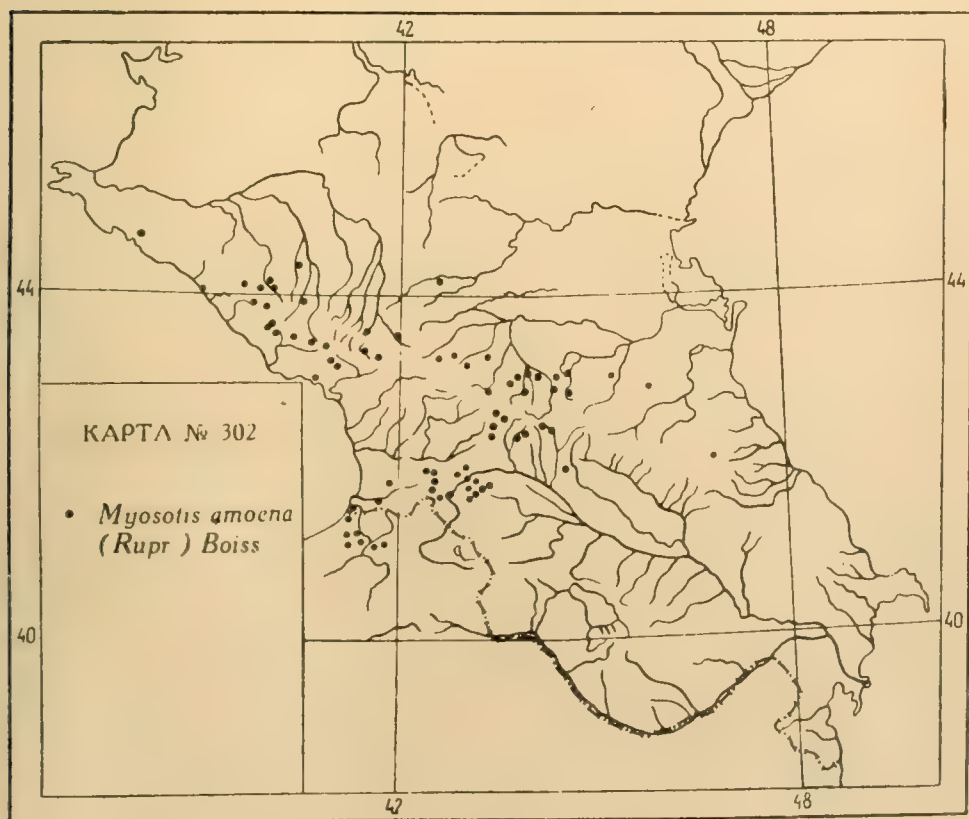 42 48
44 44
КАРТА № 302
• Myosotis amoena
(Rupr ) Boiss
40 40
42 48